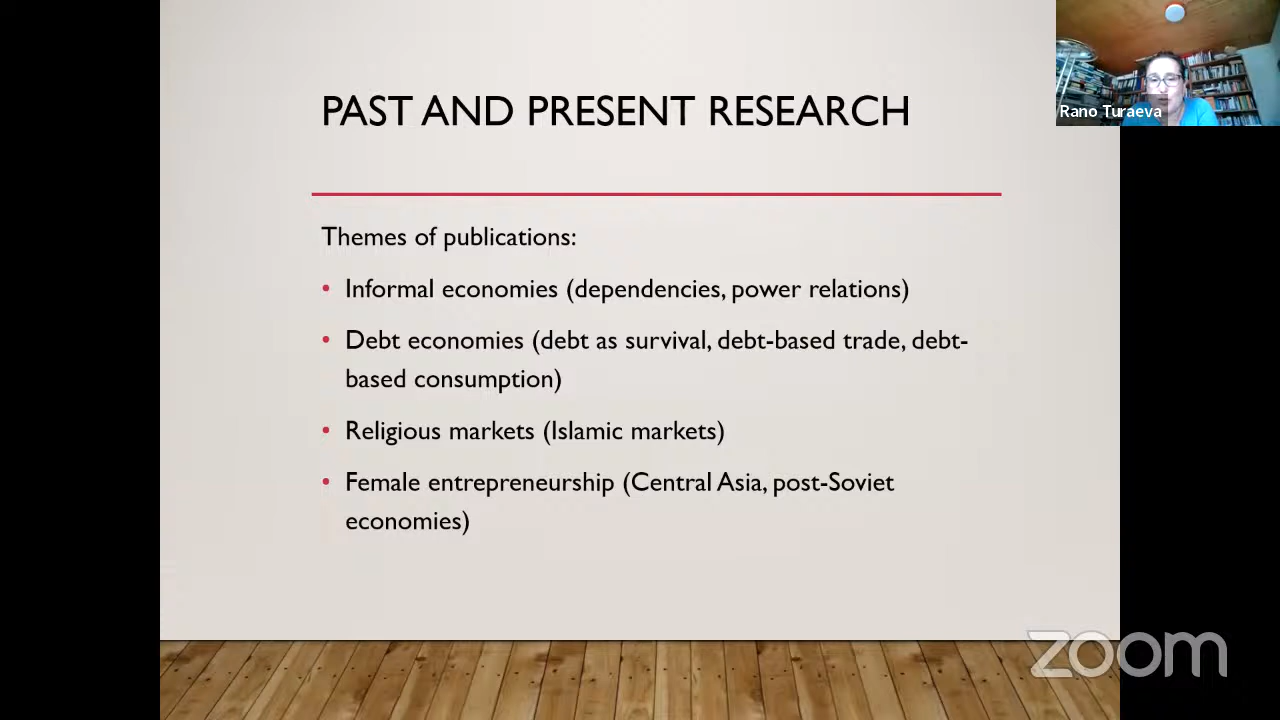 PAST AND PRESENT RESEARCH
Rano Turaeva
Themes of publications:
• Informal economies (dependencies, power relations)
• Debt economies (debt as survival, debt-based trade, debt-
based consumption)
• Religious markets (Islamic markets)
• Female entrepreneurship (Central Asia, post-Soviet
economies)
zoom